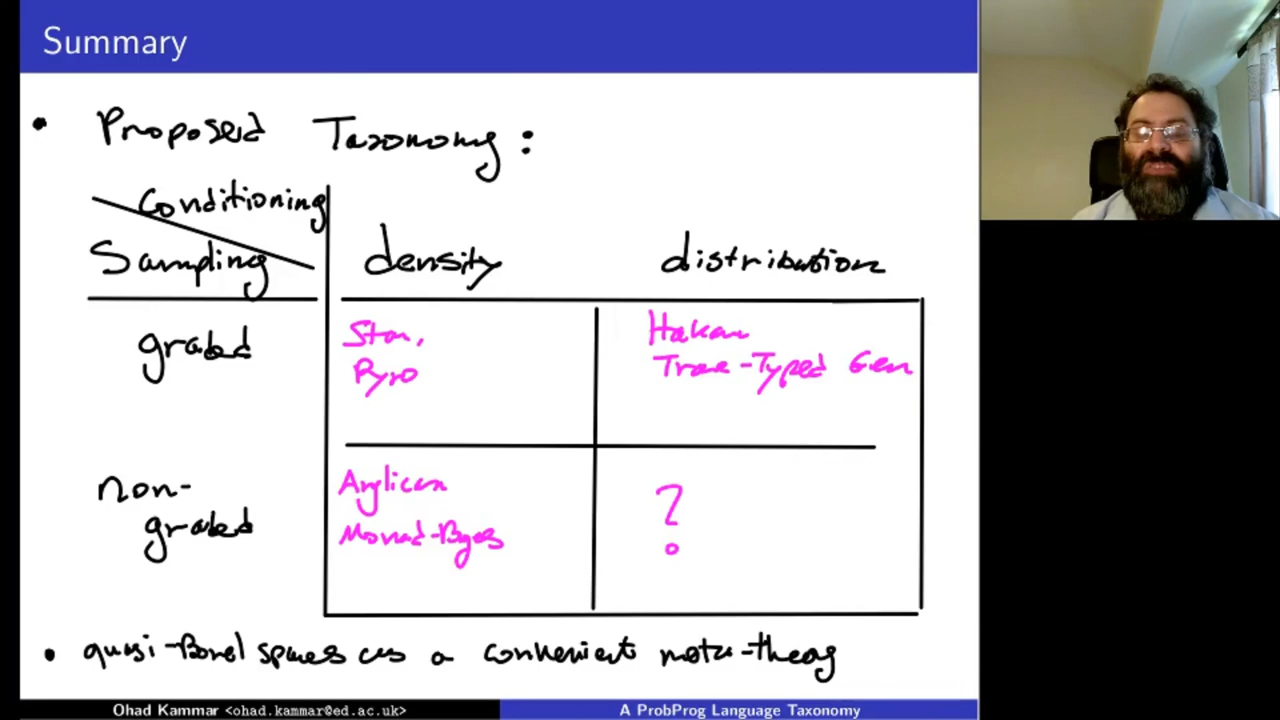 Summary
• Proposed Taxonomy:
Conditioning
Sampling
density
distribution
graded
Stan,
Pyro
Hakaru
Trace-Typed Gen
non-
graded
Anglican
Monad-Bayes
?
• quasi-Borel spaces as a convenient meta-theory
Ohad Kammar <ohad.kammar@ed.ac.uk>
A ProbProg Language Taxonomy